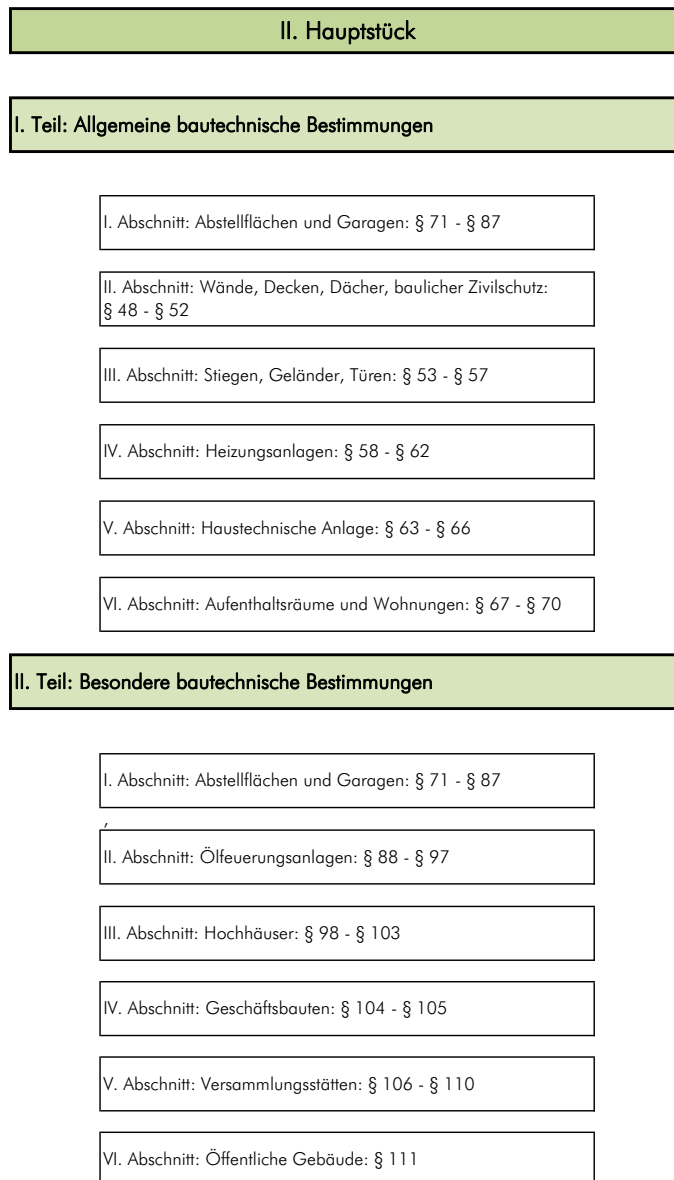 II. Hauptstück
I. Teil: Allgemeine bautechnische Bestimmungen
I. Abschnitt: Abstellflächen und Garagen: § 71 - § 87
II. Abschnitt: Wände, Decken, Dächer, baulicher Zivilschutz:
§ 48 - § 52
III. Abschnitt: Stiegen, Geländer, Türen: § 53 - § 57
IV. Abschnitt: Heizungsanlagen: § 58 - § 62
V. Abschnitt: Haustechnische Anlage: § 63 - § 66
VI. Abschnitt: Aufenthaltsräume und Wohnungen: § 67 - § 70
II. Teil: Besondere bautechnische Bestimmungen
I. Abschnitt: Abstellflächen und Garagen: § 71 - § 87
,
II. Abschnitt: Ölfeuerungsanlagen: § 88 - § 97
III. Abschnitt: Hochhäuser: § 98 - § 103
IV. Abschnitt: Geschäftsbauten: § 104 - § 105
V. Abschnitt: Versammlungsstätten: § 106 - § 110
VI. Abschnitt: Öffentliche Gebäude: § 111